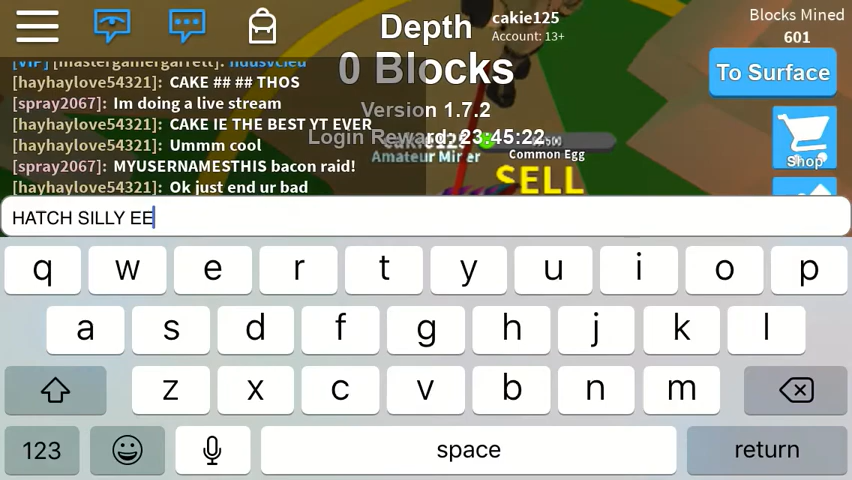 Depth
cakie125
Account: 13+
Blocks Mined
601
0 Blocks
To Surface
Version 1.7.2
Login Reward: 23:45:22
[VIP] [mastergamergarrett]:
[hayhaylove54321]: CAKE ## ## THOS
[spray2067]: Im doing a live stream
[hayhaylove54321]: CAKE IE THE BEST YT EVER
[hayhaylove54321]: Ummm cool
[spray2067]: MYUSERNAMESTHIS bacon raid!
[hayhaylove54321]: Ok just end ur bad
cakie125
Amateur Miner
Common Egg
SELL
Shop
HATCH SILLY EE
q w e r t y u i o p
a s d f g h j k l
z x c v b n m
123 space return